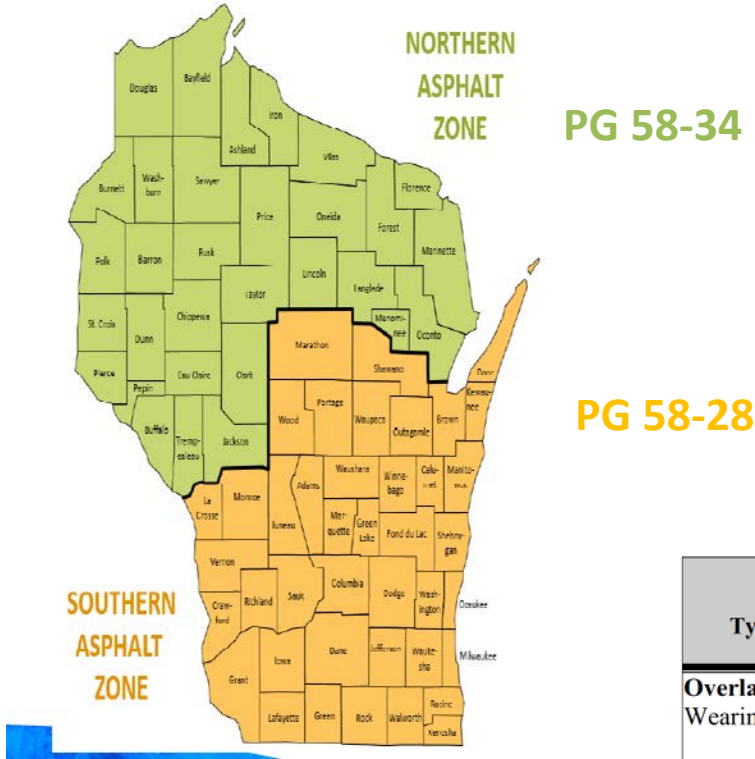 NORTHERN
ASPHALT
ZONE
PG 58-34
Douglas
Bayfield
Iron
Ashland
Vilas
Burnett
Wash-
burn
Sawyer
Florence
Price
Oneida
Forest
Marinette
Polk
Barron
Rusk
Lincoln
Langlade
Taylor
Chippewa
Menomi-
nee
Oconto
St. Croix
Dunn
Marathon
Shawano
Door
Pierce
Pepin
Eau Claire
Clark
Kewau-
nee
Wood
Portage
Waupaca
Outagamie
Brown
PG 58-28
Buffalo
Tremp-
ealeau
Jackson
La
Crosse
Monroe
Juneau
Adams
Waushara
Winne-
bago
Calu-
met
Manito-
woc
Mar-
quette
Green
Lake
Fond du Lac
Sheboy-
gan
Vernon
SOUTHERN
ASPHALT
ZONE
Craw-
ford
Richland
Sauk
Columbia
Dodge
Wash-
ington
Ozaukee
Grant
Iowa
Dane
Jefferson
Wauke-
sha
Milwaukee
Lafayette
Green
Rock
Walworth
Racine
Kenosha
Ty
Overla
Wearin